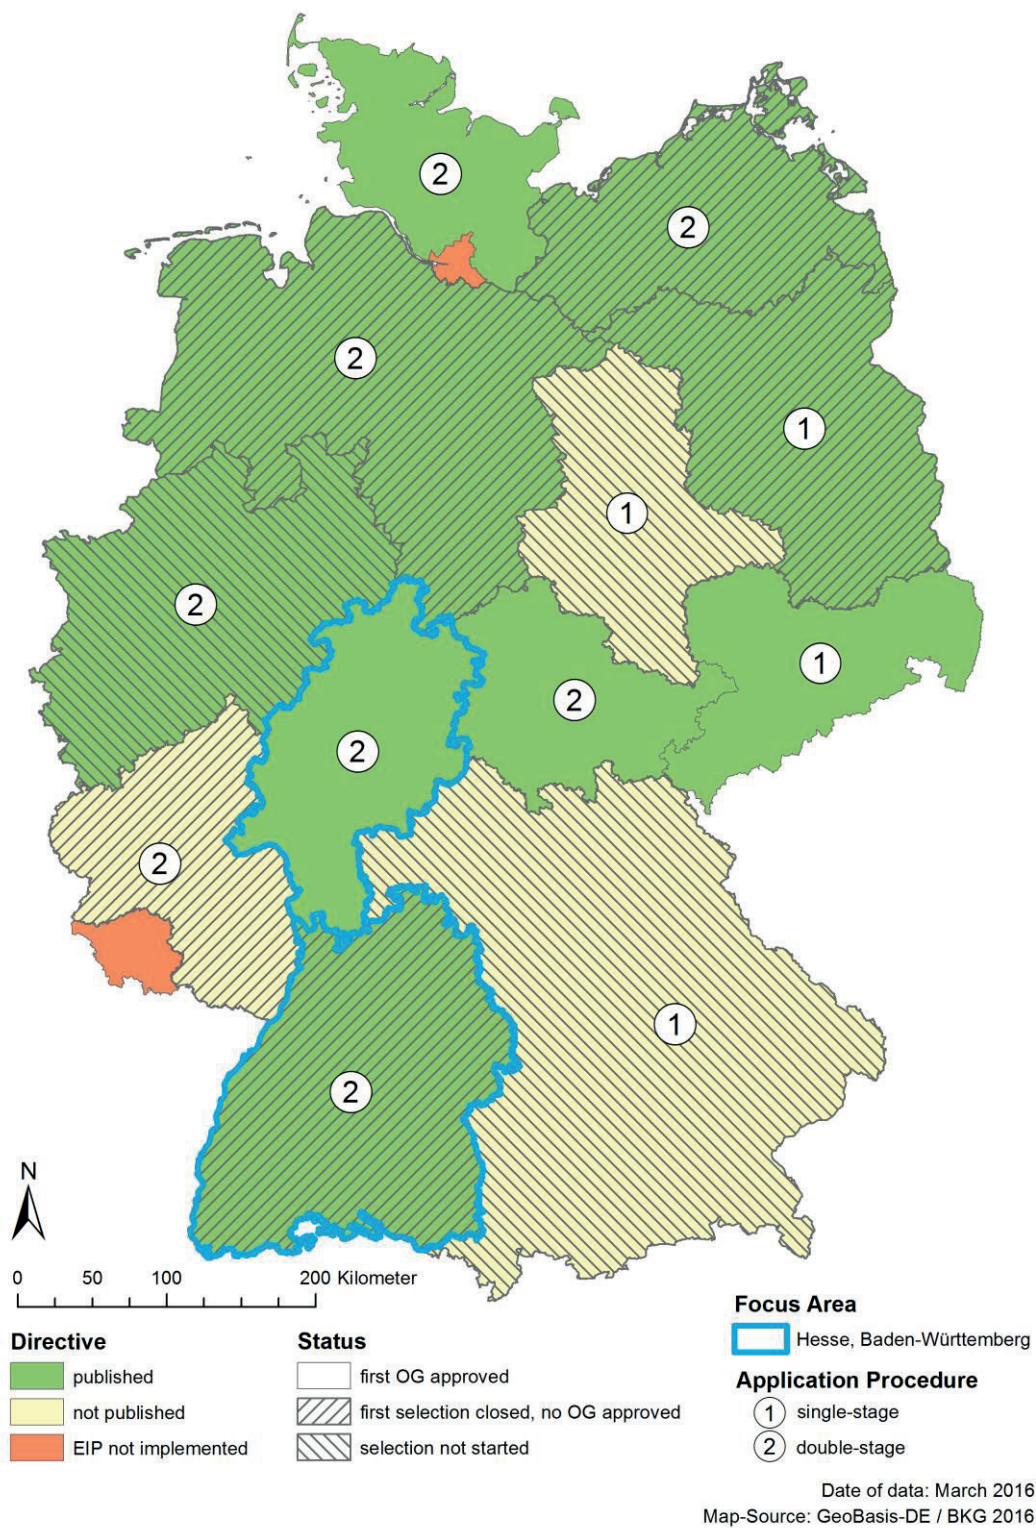 2
2
2
1
1
2
1
2
2
2
1
2
N
0 50 100 200 Kilometer
Directive
published
not published
EIP not implemented
Status
first OG approved
first selection closed, no OG approved
selection not started
Focus Area
Hesse, Baden-Württemberg
Application Procedure
1 single-stage
2 double-stage
Date of data: March 2016
Map-Source: GeoBasis-DE / BKG 2016